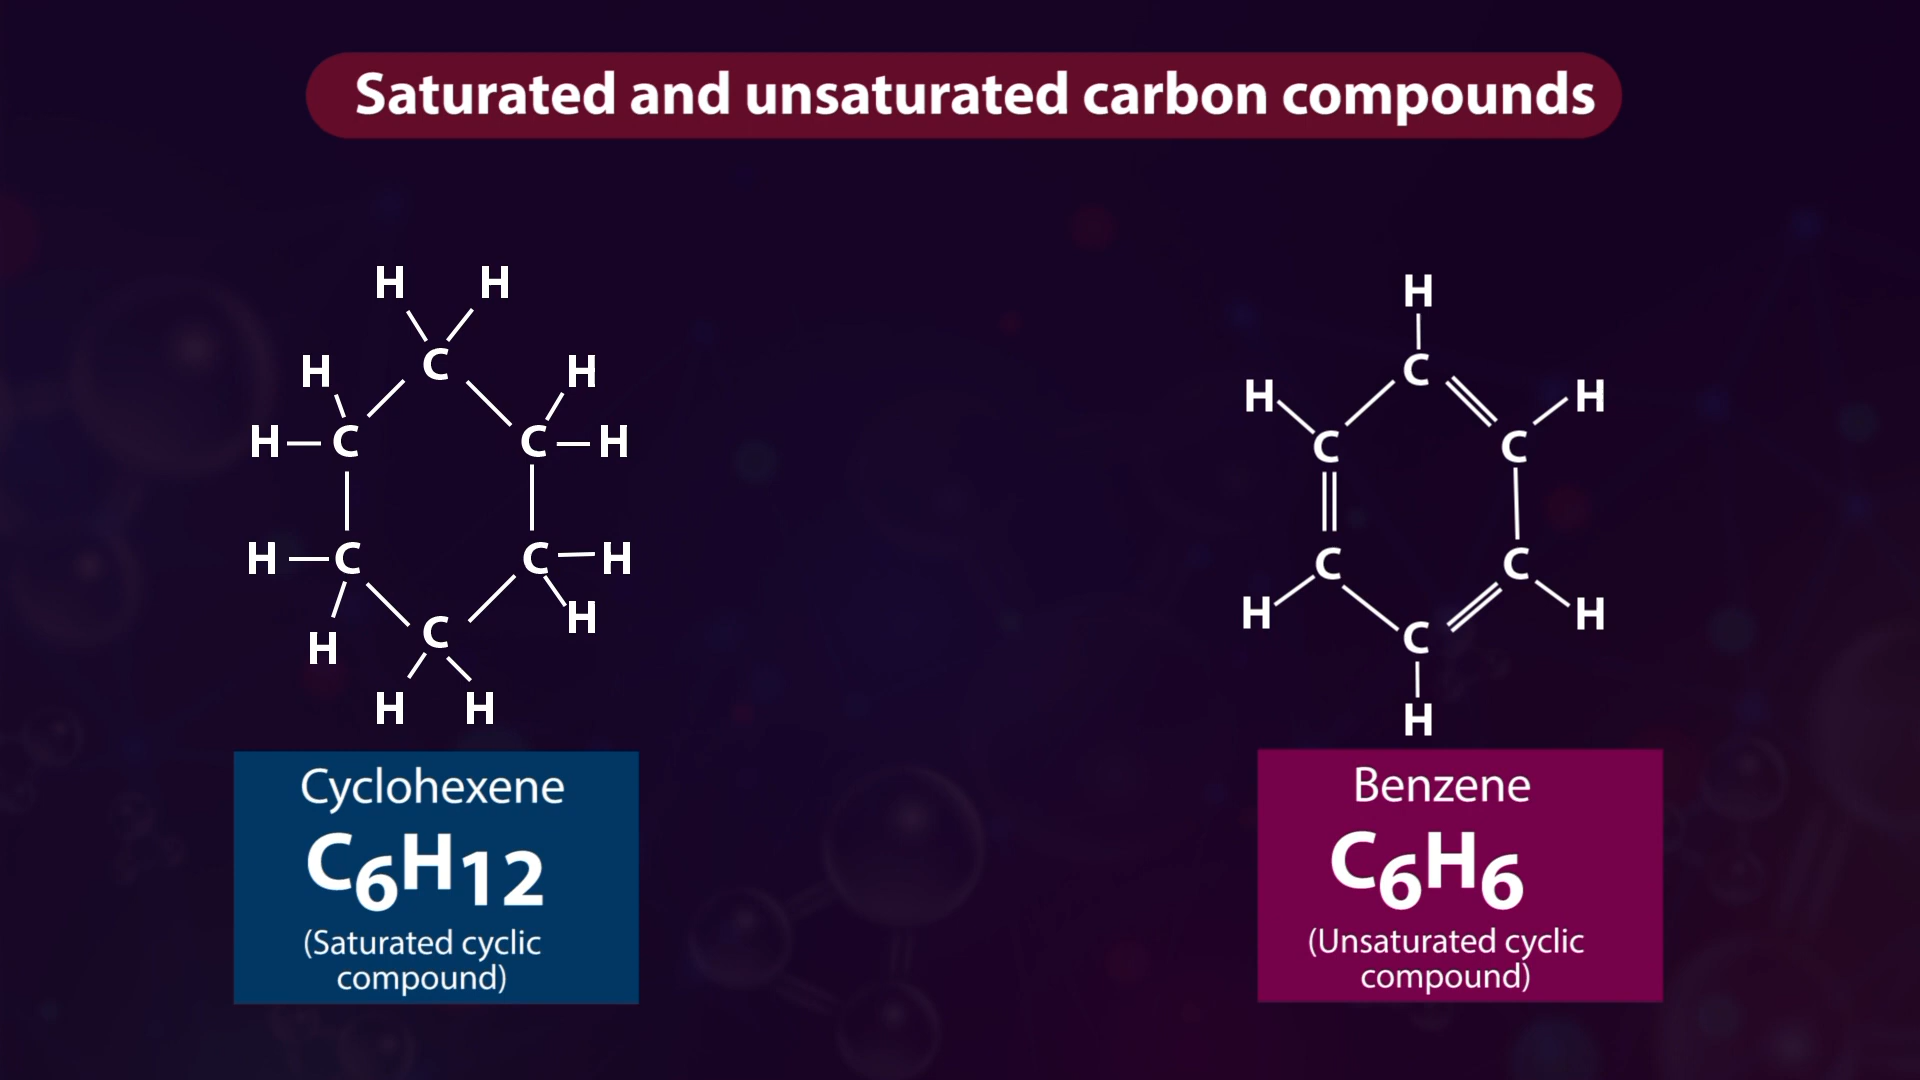 Saturated and unsaturated carbon compounds
H H
H C H
H C C H
H C C H
H C H
H H
H
C
H H
C C
C C
H H
C
H
Cyclohexene
C6H12
(Saturated cyclic
compound)
Benzene
C6H6
(Unsaturated cyclic
compound)